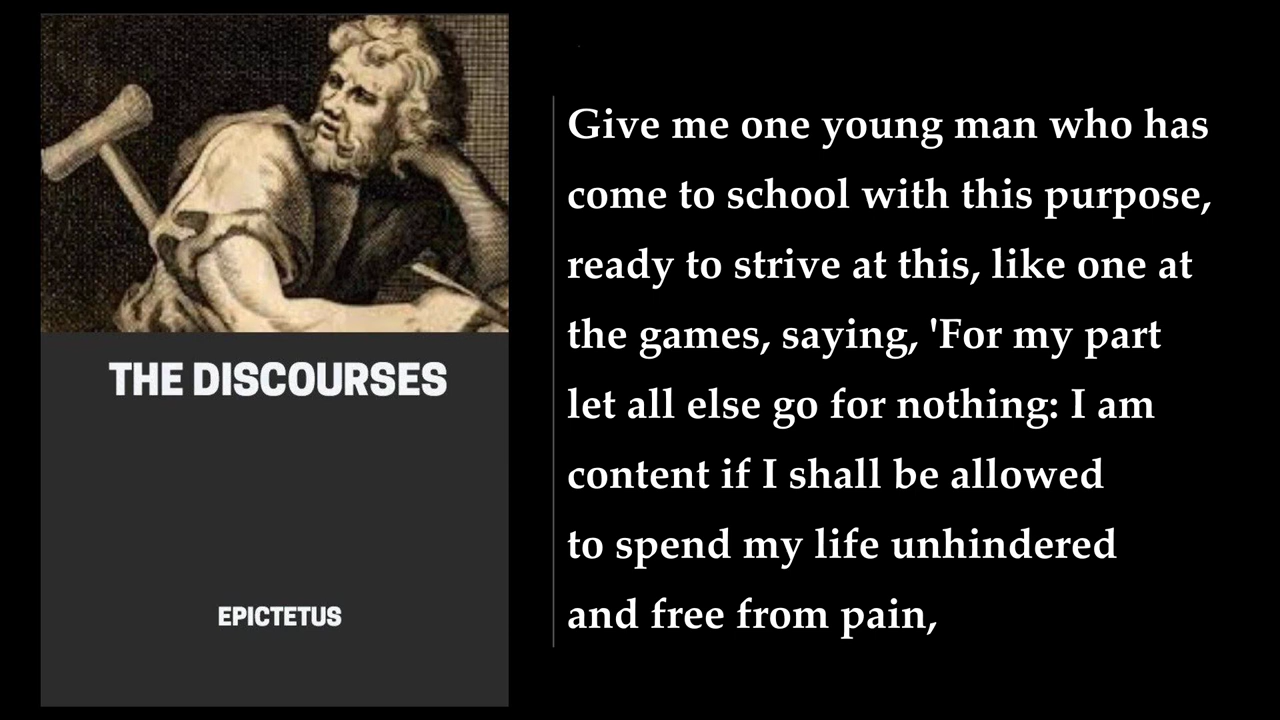 THE DISCOURSES
EPICTETUS
Give me one young man who has
come to school with this purpose,
ready to strive at this, like one at
the games, saying, 'For my part
let all else go for nothing: I am
content if I shall be allowed
to spend my life unhindered
and free from pain,